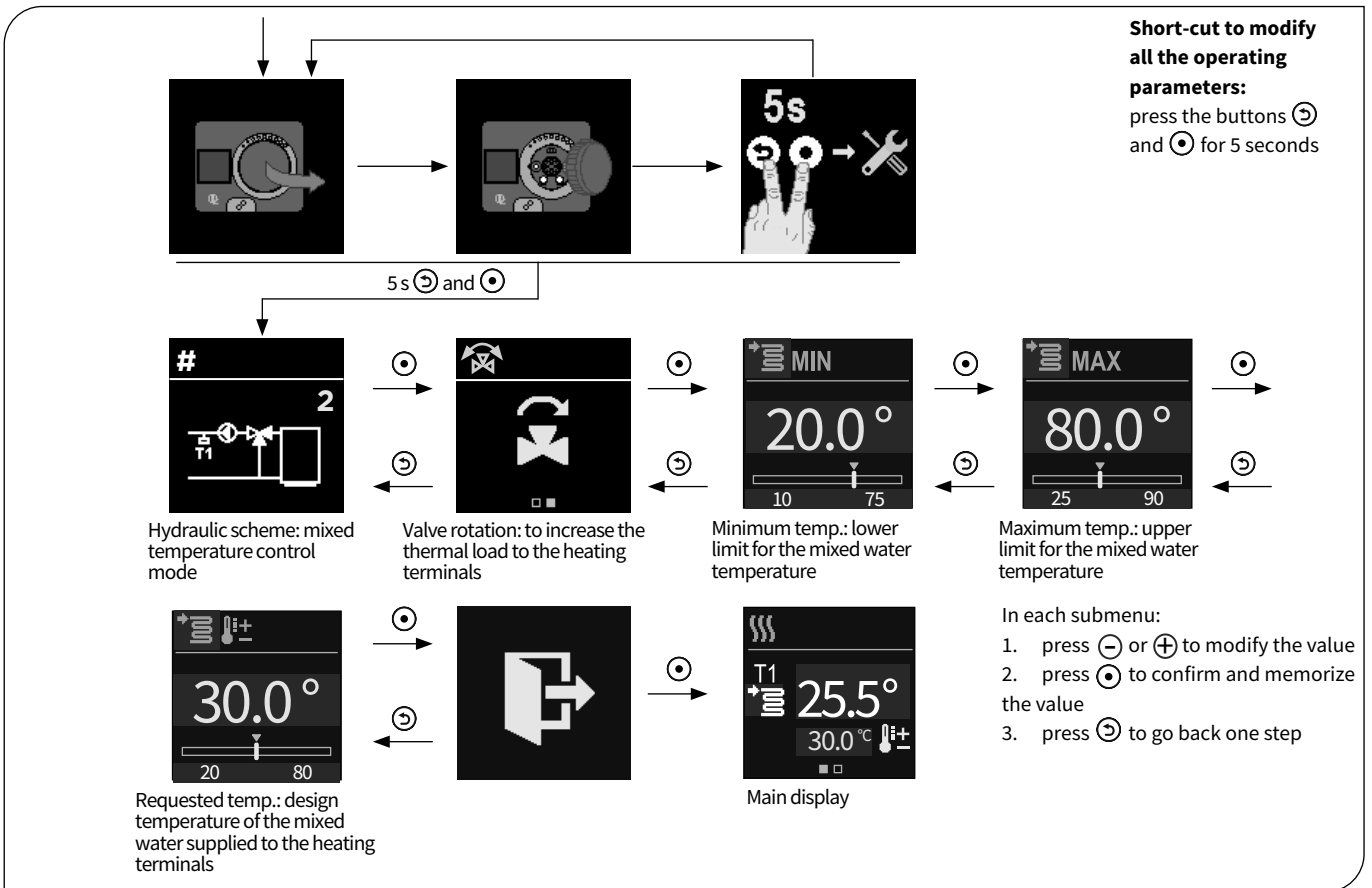 Short-cut to modify
all the operating
parameters:
press the buttons
and for 5 seconds
5s
5 s and
#
2
T1
Hydraulic scheme: mixed
temperature control
mode
Valve rotation: to increase the
thermal load to the heating
terminals
MIN
20.0 °
10 75
Minimum temp.: lower
limit for the mixed water
temperature
MAX
80.0 °
25 90
Maximum temp.: upper
limit for the mixed water
temperature
30.0 °
20 80
Requested temp.: design
temperature of the mixed
water supplied to the heating
terminals
T1
25.5°
30.0 °C
Main display
In each submenu:
1. press - or + to modify the value
2. press to confirm and memorize
the value
3. press to go back one step